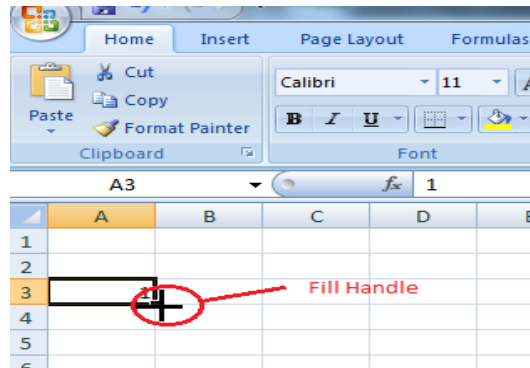 Home Insert Page Layout Formulas
Cut
Copy
Paste
Format Painter
Calibri 11
B I U
Clipboard Font
A3 fx 1
A B C D
1
2
3 1 Fill Handle
4
5
6